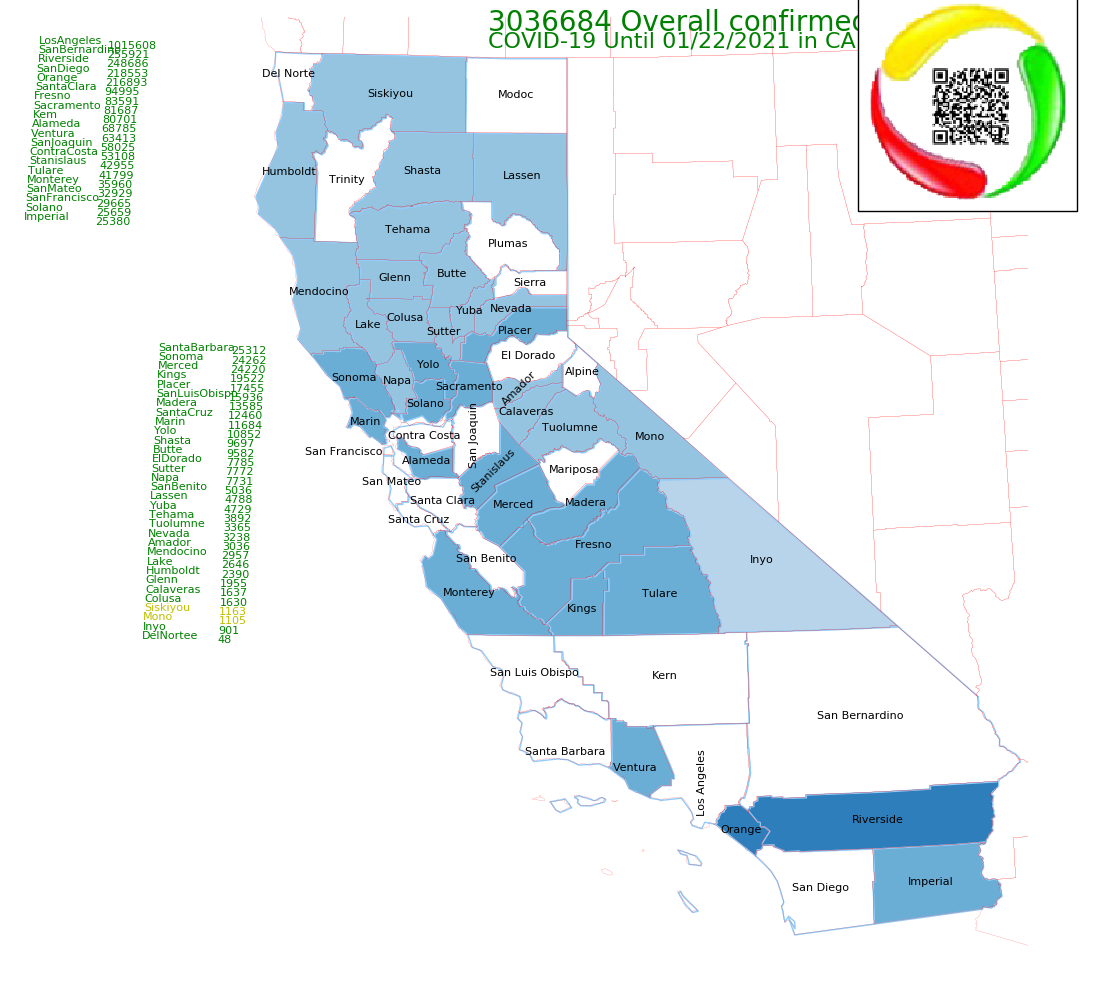 3036684 Overall confirmed
COVID-19 Until 01/22/2021 in CA
LosAngeles 1015608
SanBernardino 255921
Riverside 248686
SanDiego 218553
Orange 216893
SantaClara 94995
Fresno 83591
Sacramento 81687
Kern 80701
Alameda 68785
Ventura 63413
SanJoaquin 58025
ContraCosta 53108
Stanislaus 42955
Tulare 41799
Monterey 35960
SanMateo 32929
SanFrancisco 29665
Solano 25659
Imperial 25380
SantaBarbara 25312
Sonoma 24262
Merced 24220
Kings 19522
Placer 17455
SanLuisObispo 15936
Madera 13585
SantaCruz 12460
Marin 11684
Yolo 10852
Shasta 9697
Butte 9582
ElDorado 7785
Sutter 7772
Napa 7731
SanBenito 5036
Lassen 4788
Yuba 4729
Tehama 3892
Tuolumne 3365
Nevada 3238
Amador 3036
Mendocino 2957
Lake 2646
Humboldt 2390
Glenn 1955
Calaveras 1637
Colusa 1630
Siskiyou 1163
Mono 1105
Inyo 901
DelNortee 48
Del Norte
Siskiyou
Modoc
Humboldt
Trinity
Shasta
Lassen
Tehama
Plumas
Mendocino
Glenn
Butte
Sierra
Lake
Colusa
Sutter
Yuba
Nevada
Placer
El Dorado
Sonoma
Napa
Yolo
Sacramento
Amador
Alpine
Solano
Calaveras
Marin
Contra Costa
San Joaquin
Tuolumne
Mono
San Francisco
Alameda
Stanislaus
Mariposa
San Mateo
Santa Clara
Merced
Madera
Santa Cruz
Fresno
San Benito
Inyo
Monterey
Kings
Tulare
San Luis Obispo
Kern
San Bernardino
Santa Barbara
Ventura
Los Angeles
Orange
Riverside
San Diego
Imperial